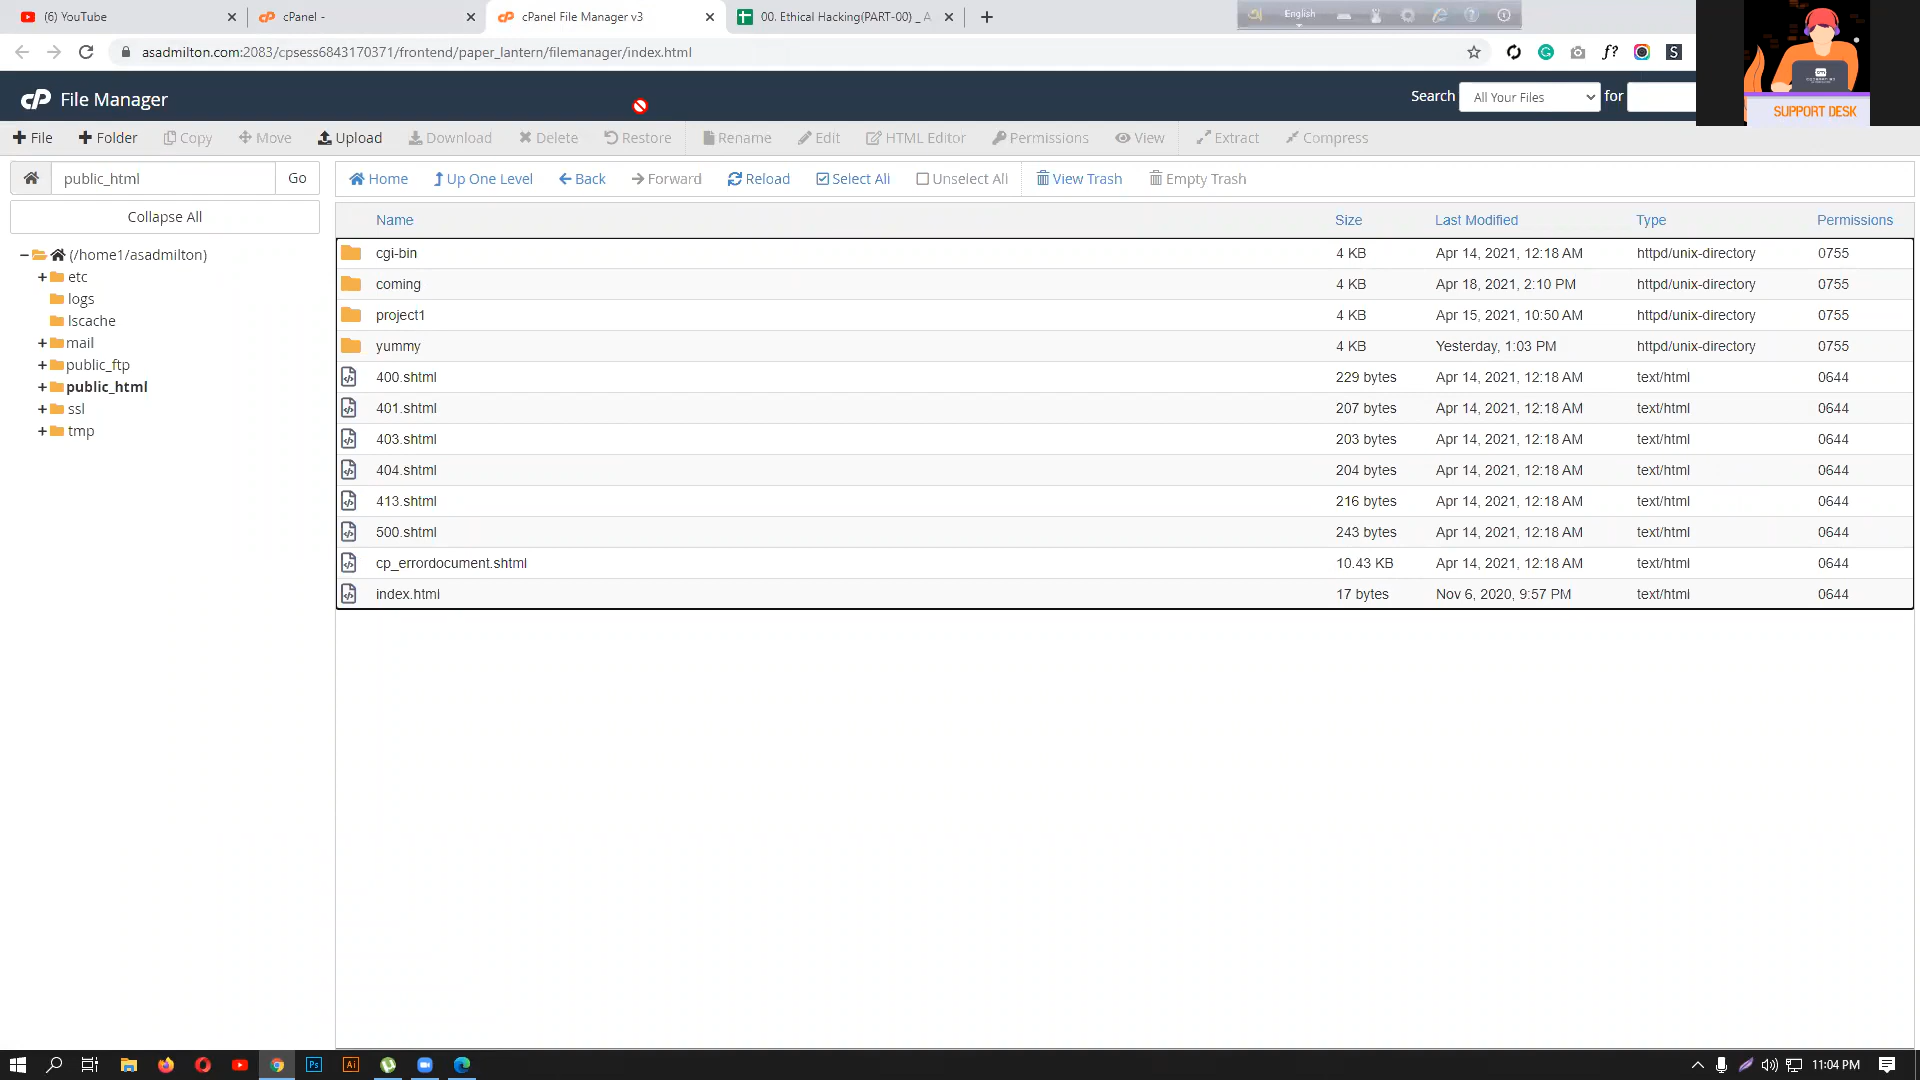 (6) YouTube
cPanel -
cPanel File Manager v3
00. Ethical Hacking(PART-00) _ A
English
asadmilton.com:2083/cpsess6843170371/frontend/paper_lantern/filemanager/index.html
f?
S
cP File Manager
Search
All Your Files
for
SUPPORT DESK
File
Folder
Copy
Move
Upload
Download
Delete
Restore
Rename
Edit
HTML Editor
Permissions
View
Extract
Compress
public_html
Go
Home
Up One Level
Back
Forward
Reload
Select All
Unselect All
View Trash
Empty Trash
Collapse All
(/home1/asadmilton)
etc
logs
lscache
mail
public_ftp
public_html
ssl
tmp
Name Size Last Modified Type Permissions
cgi-bin 4 KB Apr 14, 2021, 12:18 AM httpd/unix-directory 0755
coming 4 KB Apr 18, 2021, 2:10 PM httpd/unix-directory 0755
project1 4 KB Apr 15, 2021, 10:50 AM httpd/unix-directory 0755
yummy 4 KB Yesterday, 1:03 PM httpd/unix-directory 0755
400.shtml 229 bytes Apr 14, 2021, 12:18 AM text/html 0644
401.shtml 207 bytes Apr 14, 2021, 12:18 AM text/html 0644
403.shtml 203 bytes Apr 14, 2021, 12:18 AM text/html 0644
404.shtml 204 bytes Apr 14, 2021, 12:18 AM text/html 0644
413.shtml 216 bytes Apr 14, 2021, 12:18 AM text/html 0644
500.shtml 243 bytes Apr 14, 2021, 12:18 AM text/html 0644
cp_errordocument.shtml 10.43 KB Apr 14, 2021, 12:18 AM text/html 0644
index.html 17 bytes Nov 6, 2020, 9:57 PM text/html 0644
Ps
Ai
11:04 PM